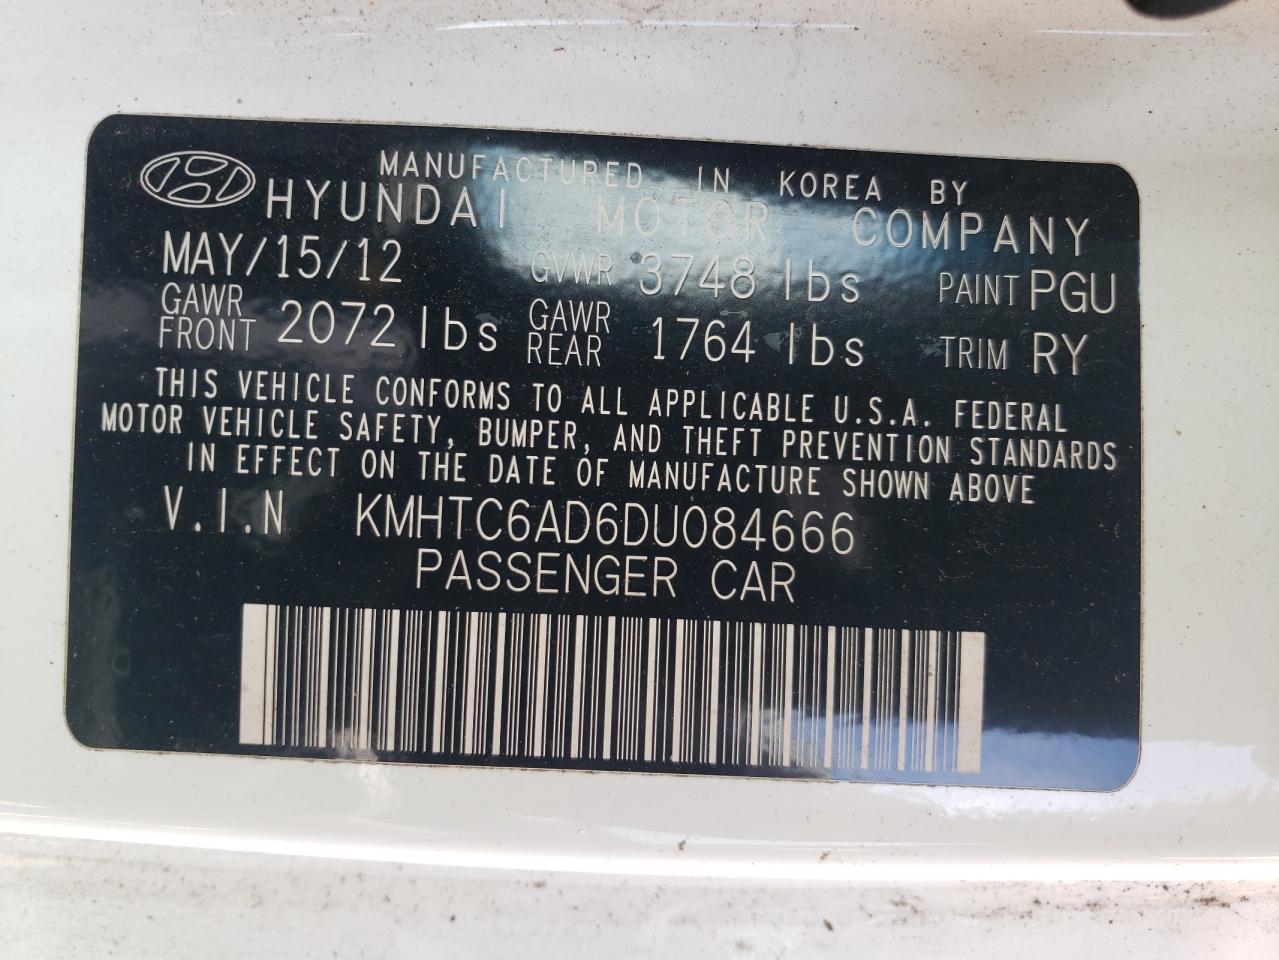 MANUFACTURED IN KOREA BY
HYUNDAI MOTOR COMPANY
MAY/15/12 GVWR 3748 lbs PAINT PGU
GAWR FRONT 2072 lbs GAWR REAR 1764 lbs TRIM RY
THIS VEHICLE CONFORMS TO ALL APPLICABLE U.S.A. FEDERAL
MOTOR VEHICLE SAFETY, BUMPER, AND THEFT PREVENTION STANDARDS
IN EFFECT ON THE DATE OF MANUFACTURE SHOWN ABOVE
V.I.N KMHTC6AD6DU084666
PASSENGER CAR